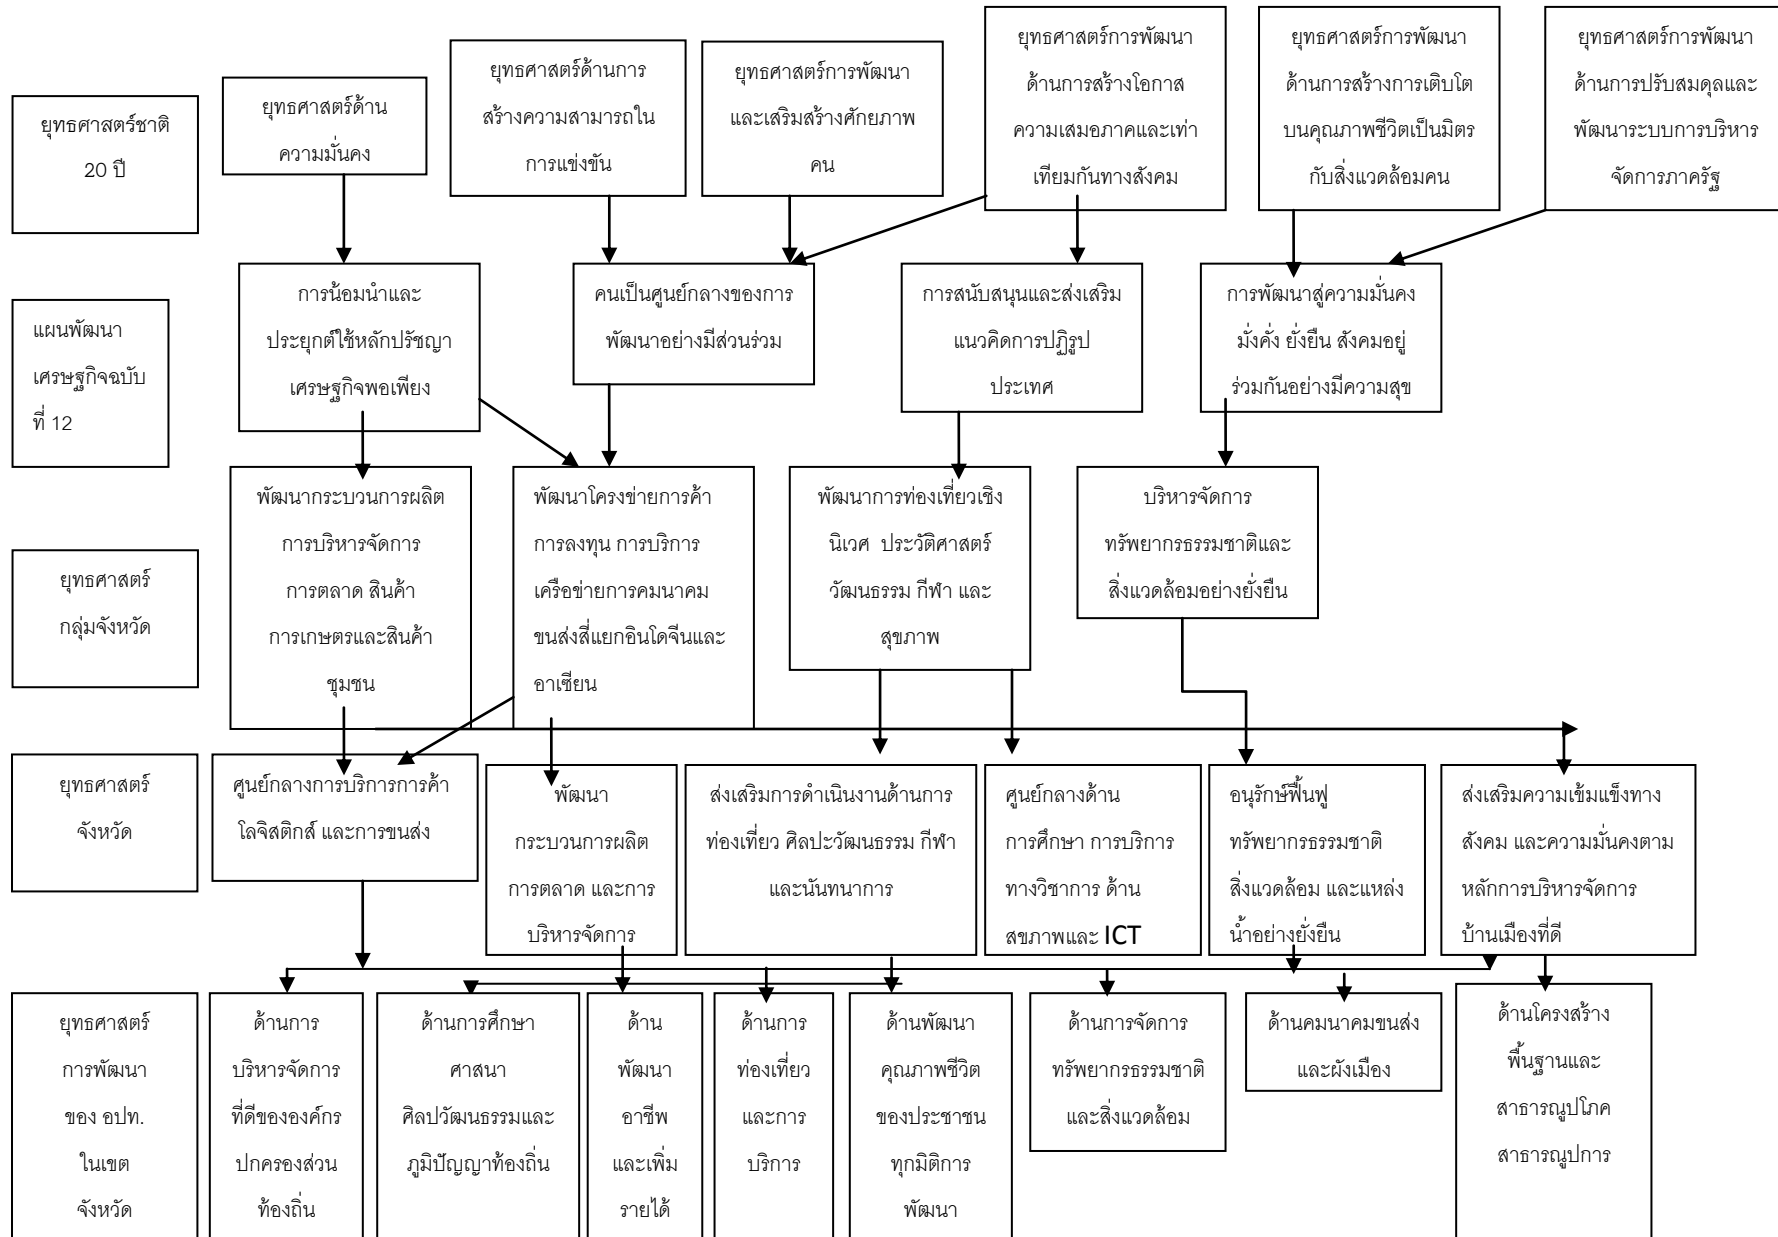 ยุทธศาสตร์ชาติ
20 ปี
ยุทธศาสตร์ด้าน
ความมั่นคง
ยุทธศาสตร์ด้านการ
สร้างความสามารถใน
การแข่งขัน
ยุทธศาสตร์การพัฒนา
และเสริมสร้างศักยภาพ
คน
ยุทธศาสตร์การพัฒนา
ด้านการสร้างโอกาส
ความเสมอภาคและเท่า
เทียมกันทางสังคม
ยุทธศาสตร์การพัฒนา
ด้านการสร้างการเติบโต
บนคุณภาพชีวิตเป็นมิตร
กับสิ่งแวดล้อมคน
ยุทธศาสตร์การพัฒนา
ด้านการปรับสมดุลและ
พัฒนาระบบการบริหาร
จัดการภาครัฐ
แผนพัฒนา
เศรษฐกิจฉบับ
ที่ 12
การน้อมนำและ
ประยุกต์ใช้หลักปรัชญา
เศรษฐกิจพอเพียง
คนเป็นศูนย์กลางของการ
พัฒนาอย่างมีส่วนร่วม
การสนับสนุนและส่งเสริม
แนวคิดการปฏิรูป
ประเทศ
การพัฒนาสู่ความมั่นคง
มั่งคั่ง ยั่งยืน สังคมอยู่
ร่วมกันอย่างมีความสุข
ยุทธศาสตร์
กลุ่มจังหวัด
พัฒนากระบวนการผลิต
การบริหารจัดการ
การตลาด สินค้า
การเกษตรและสินค้า
ชุมชน
พัฒนาโครงข่ายการค้า
การลงทุน การบริการ
เครือข่ายการคมนาคม
ขนส่งสี่แยกอินโดจีนและ
อาเซียน
พัฒนาการท่องเที่ยวเชิง
นิเวศ ประวัติศาสตร์
วัฒนธรรม กีฬา และ
สุขภาพ
บริหารจัดการ
ทรัพยากรธรรมชาติและ
สิ่งแวดล้อมอย่างยั่งยืน
ยุทธศาสตร์
จังหวัด
ศูนย์กลางการบริการการค้า
โลจิสติกส์ และการขนส่ง
พัฒนา
กระบวนการผลิต
การตลาด และการ
บริหารจัดการ
ส่งเสริมการดำเนินงานด้านการ
ท่องเที่ยว ศิลปะวัฒนธรรม กีฬา
และนันทนาการ
ศูนย์กลางด้าน
การศึกษา การบริการ
ทางวิชาการ ด้าน
สขภาพและ ICT
อนุรักษ์ฟื้นฟู
ทรัพยากรธรรมชาติ
สิ่งแวดล้อม และแหล่ง
น้ำอย่างยั่งยืน
ส่งเสริมความเข้มแข็งทาง
สังคม และความมั่นคงตาม
หลักการบริหารจัดการ
บ้านเมืองที่ดี
ยุทธศาสตร์
การพัฒนา
ของ อปท.
ในเขต
จังหวัด
ด้านการ
บริหารจัดการ
ที่ดีขององค์กร
ปกครองส่วน
ท้องถิ่น
ด้านการศึกษา
ศาสนา
ศิลปวัฒนธรรมและ
ภูมิปัญญาท้องถิ่น
ด้าน
พัฒนา
อาชีพ
และเพิ่ม
รายได้
ด้านการ
ท่องเที่ยว
และการ
บริการ
ด้านพัฒนา
คุณภาพชีวิต
ของประชาชน
ทุกมิติการ
พัฒนา
ด้านการจัดการ
ทรัพยากรธรรมชาติ
และสิ่งแวดล้อม
ด้านคมนาคมขนส่ง
และผังเมือง
ด้านโครงสร้าง
พื้นฐานและ
สาธารณูปโภค
สาธารณูปการ